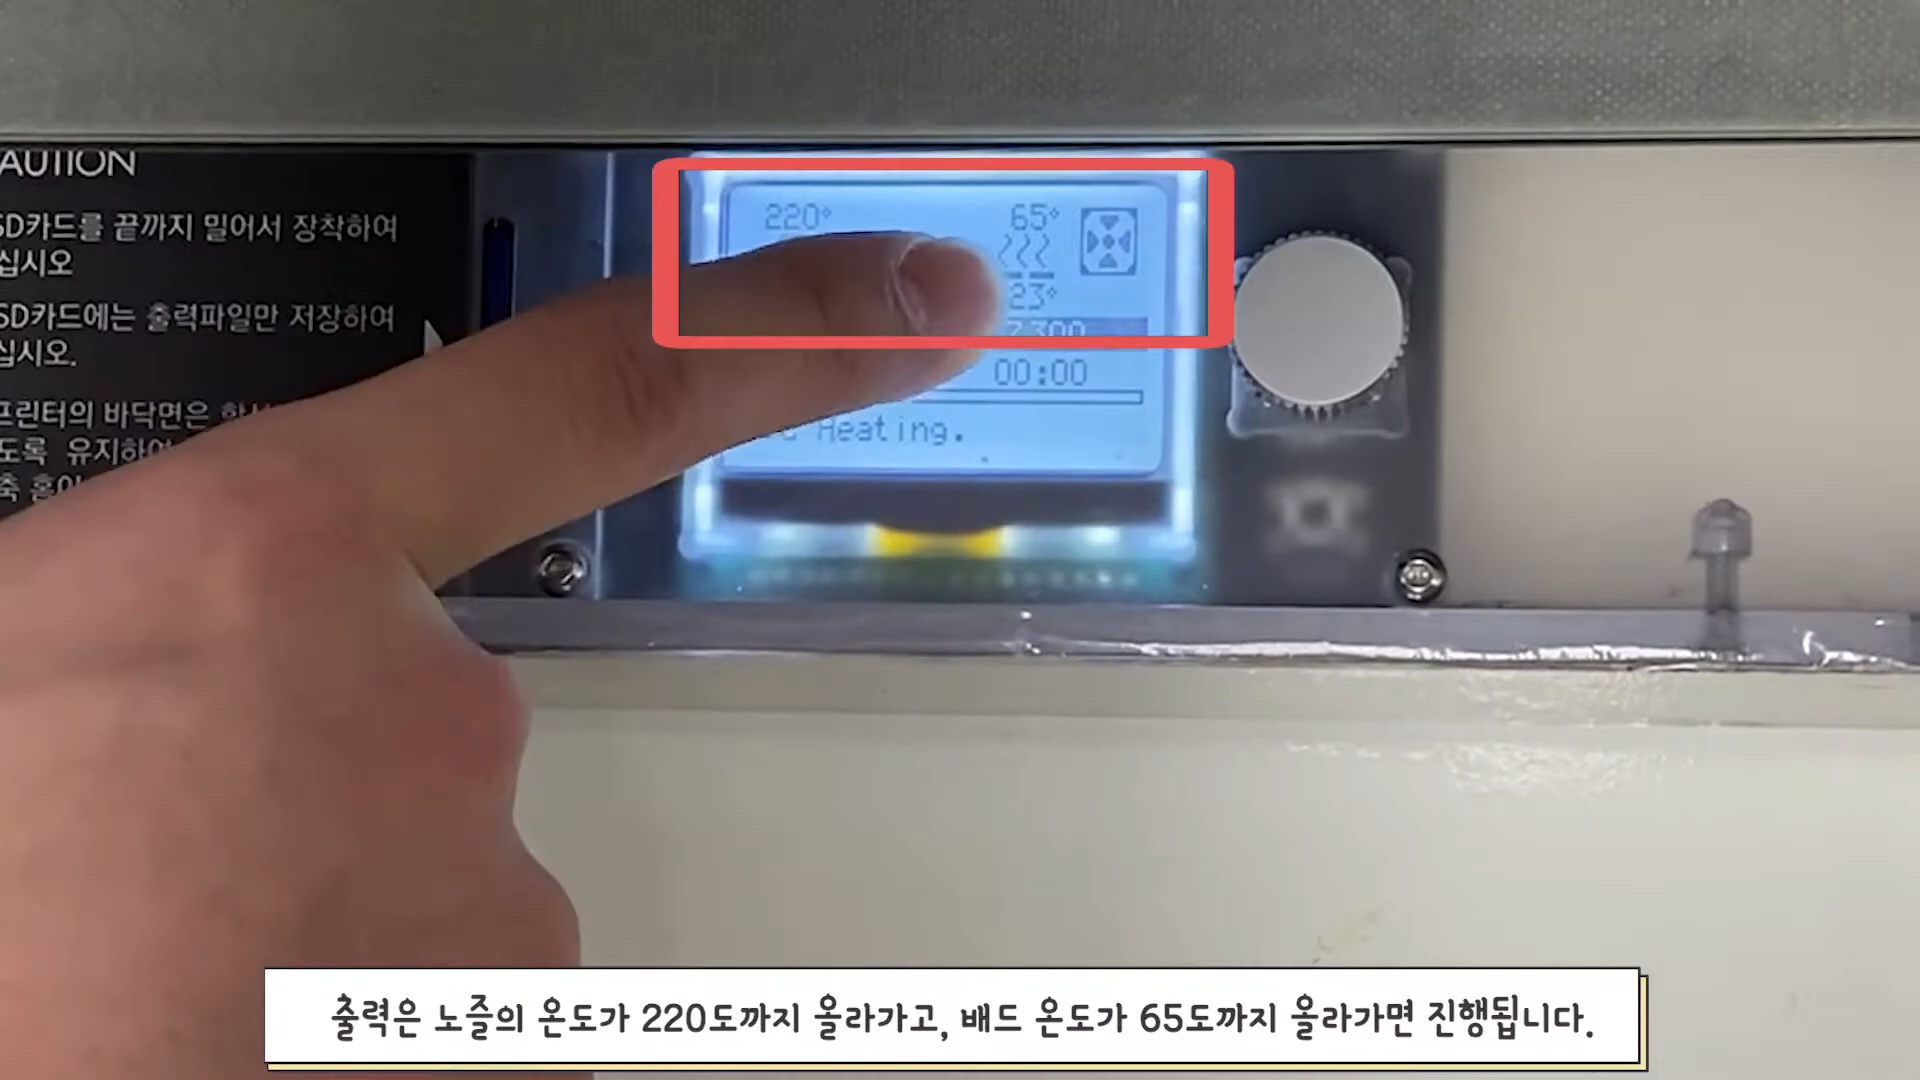 AUTION
SD카드를 끝까지 밀어서 장착하여
십시오
SD카드에는 출력파일만 저장하여
십시오.
프린터의 바닥면은
도록 유지하여
220°
65°
23°
Z300
00:00
Heating.
출력은 노즐의 온도가 220도까지 올라가고, 배드 온도가 65도까지 올라가면 진행됩니다.